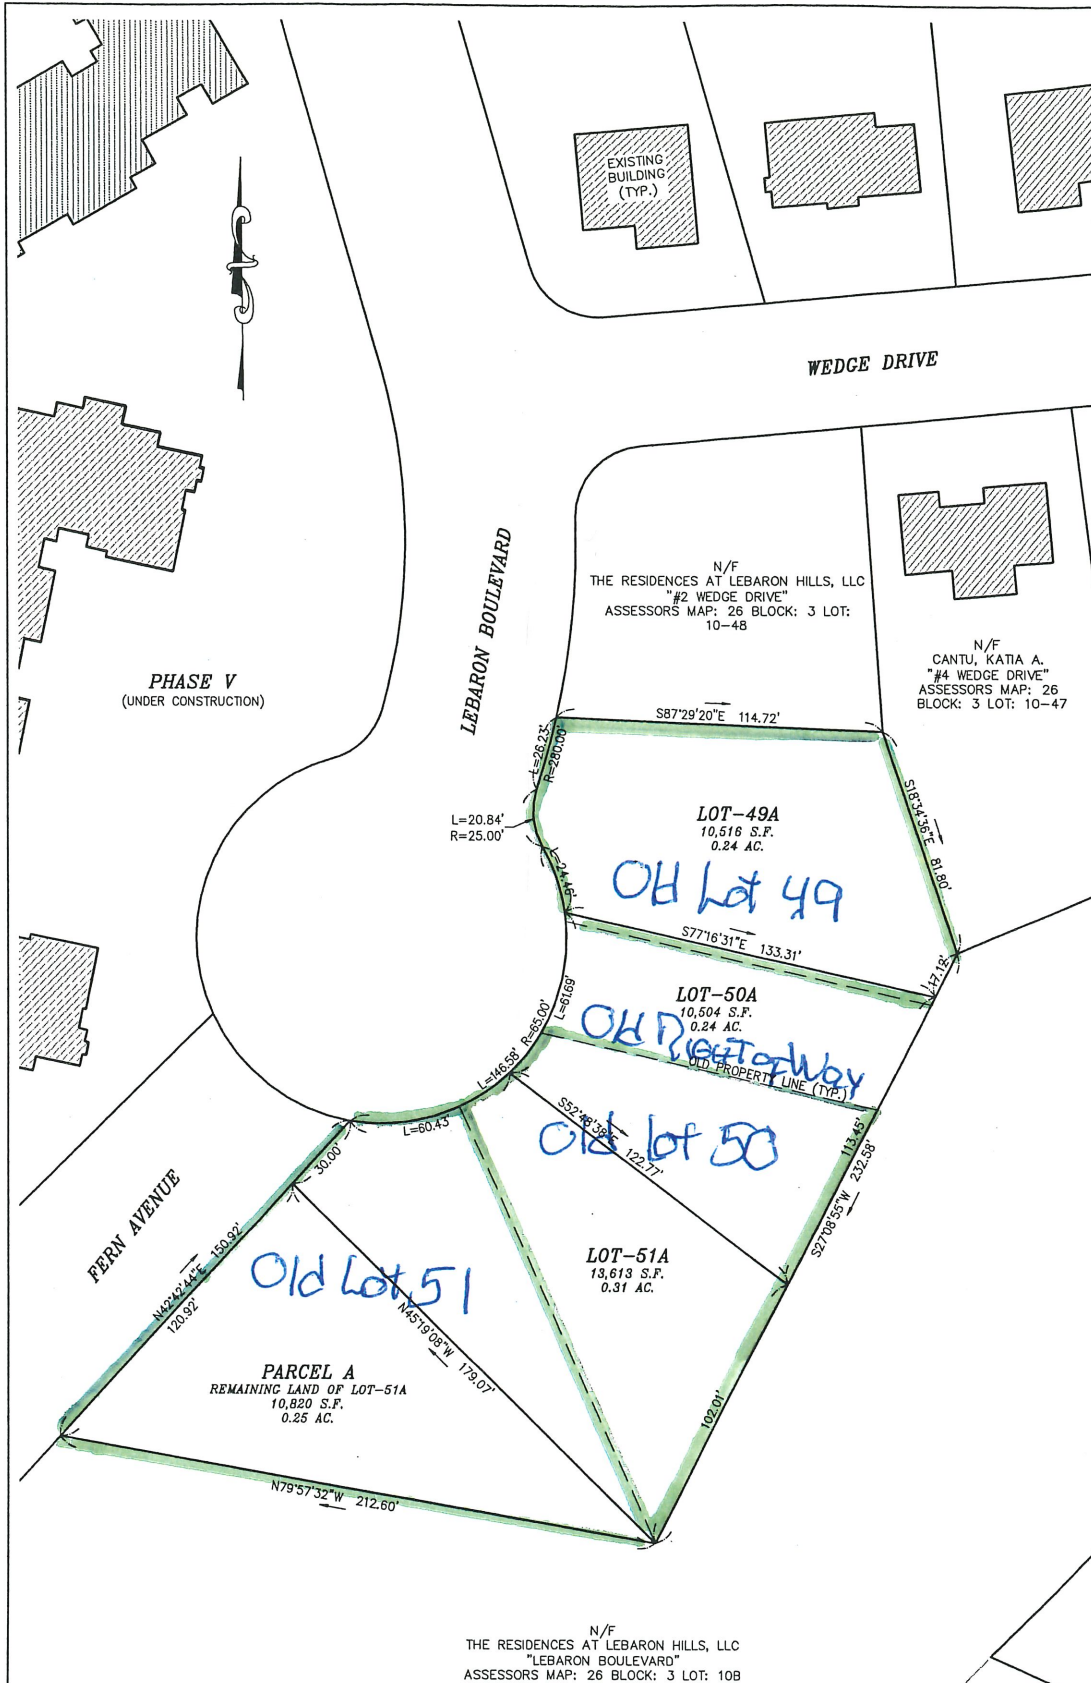 EXISTING
BUILDING
(TYP.)
WEDGE DRIVE
LEBARON BOULEVARD
N/F
THE RESIDENCES AT LEBARON HILLS, LLC
"#2 WEDGE DRIVE"
ASSESSORS MAP: 26 BLOCK: 3 LOT:
10-48
N/F
CANTU, KATIA A.
"#4 WEDGE DRIVE"
ASSESSORS MAP: 26
BLOCK: 3 LOT: 10-47
PHASE V
(UNDER CONSTRUCTION)
S87°29'20"E 114.72'
L=26.23'
R=280.00'
L=20.84'
R=25.00'
L=24.46'
S18°34'36"E 81.80'
LOT-49A
10,516 S.F.
0.24 AC.
Old Lot 49
S77°16'31"E 133.31'
17.12'
LOT-50A
10,504 S.F.
0.24 AC.
Old Right of Way
OLD PROPERTY LINE (TYP.)
L=61.69'
R=65.00'
L=146.58'
L=60.43'
S52°48'38"E 122.77'
Old lot 50
113.45'
S27°08'55"W 232.58'
LOT-51A
13,613 S.F.
0.31 AC.
102.01'
30.00'
FERN AVENUE
N42°42'44"E 150.92'
120.92'
Old Lot 51
N45°19'08"W 179.07'
PARCEL A
REMAINING LAND OF LOT-51A
10,820 S.F.
0.25 AC.
N79°57'32"W 212.60'
N/F
THE RESIDENCES AT LEBARON HILLS, LLC
"LEBARON BOULEVARD"
ASSESSORS MAP: 26 BLOCK: 3 LOT: 10B